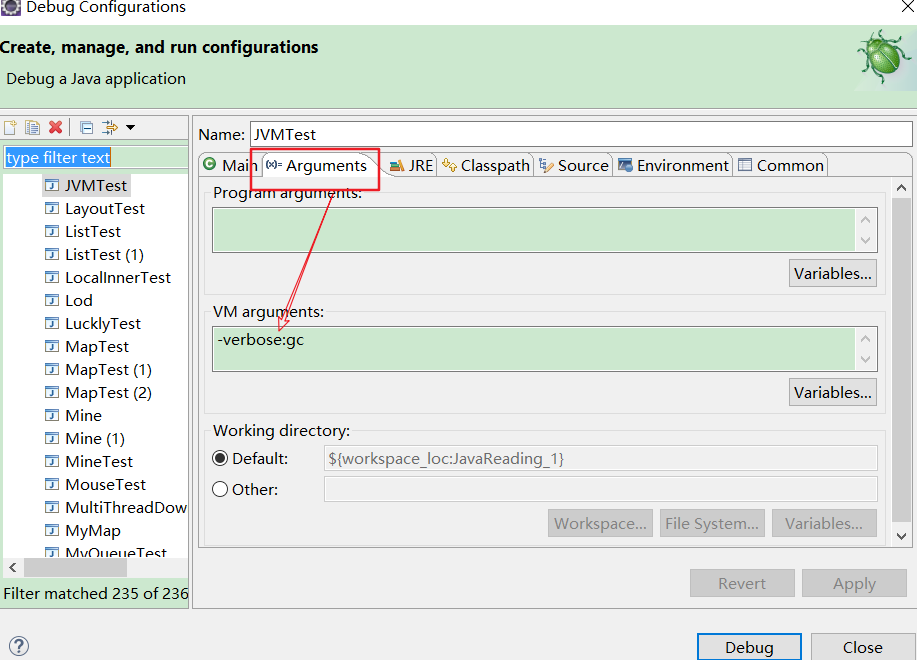 Debug Configurations
Create, manage, and run configurations
Debug a Java application
type filter text
JVMTest
LayoutTest
ListTest
ListTest (1)
LocalInnerTest
Lod
LucklyTest
MapTest
MapTest (1)
MapTest (2)
Mine
Mine (1)
MineTest
MouseTest
MultiThreadDow
MyMap
MyQueueTest
Filter matched 235 of 236
Name: JVMTest
Main (x)= Arguments JRE Classpath Source Environment Common
Program arguments:
Variables...
VM arguments:
-verbose:gc
Variables...
Working directory:
Default: ${workspace_loc:JavaReading_1}
Other:
Workspace... File System... Variables...
Revert Apply
? Debug Close